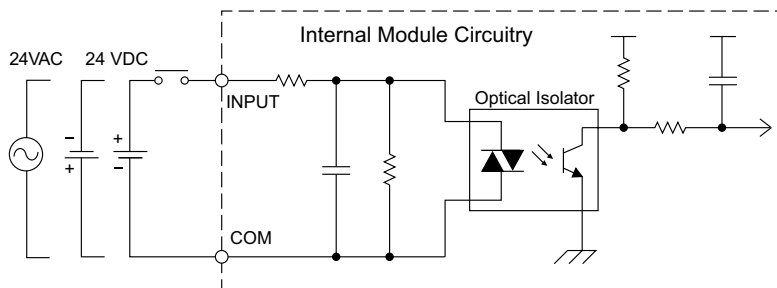 Internal Module Circuitry
24VAC
24 VDC
INPUT
Optical Isolator
- +
+ -
COM